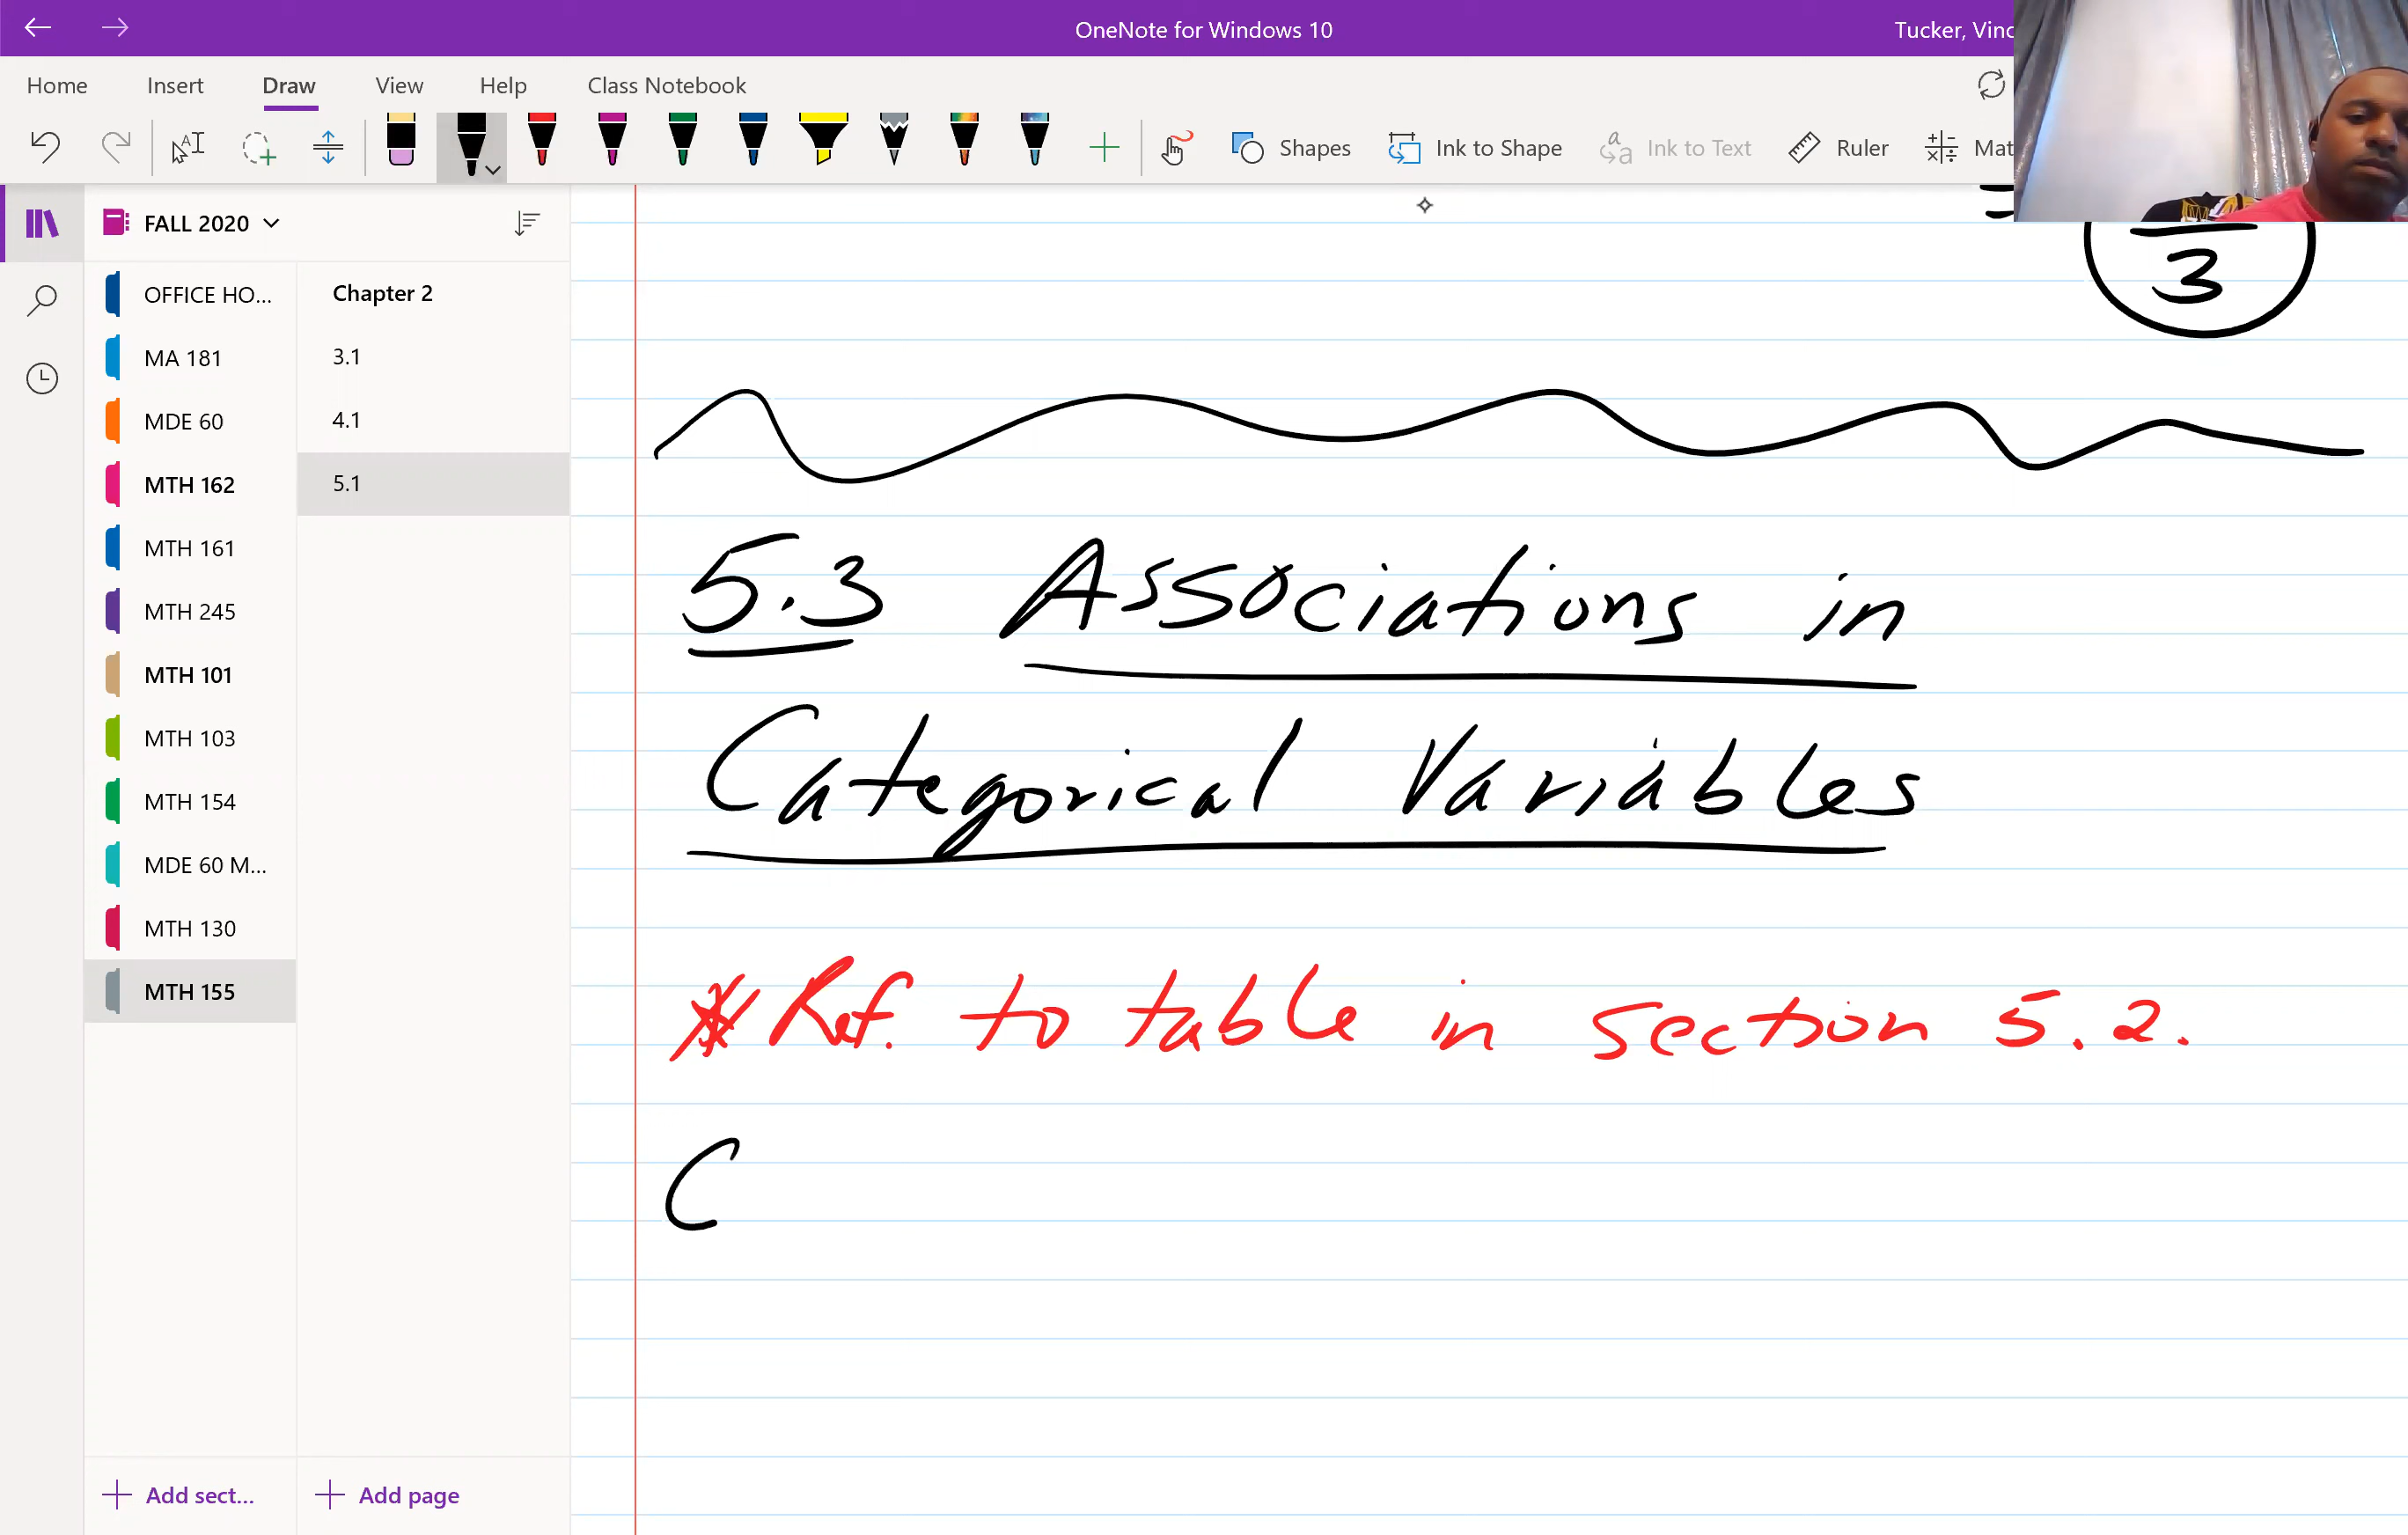 OneNote for Windows 10
Tucker, Vinc
Home Insert Draw View Help Class Notebook
Shapes Ink to Shape Ink to Text Ruler Mat
FALL 2020
OFFICE HO...
MA 181
MDE 60
MTH 162
MTH 161
MTH 245
MTH 101
MTH 103
MTH 154
MDE 60 M...
MTH 130
MTH 155
Add sect...
Chapter 2
3.1
4.1
5.1
Add page
3
5.3 Associations in
Categorical Variables
* Ref. to table in section 5.2.
C